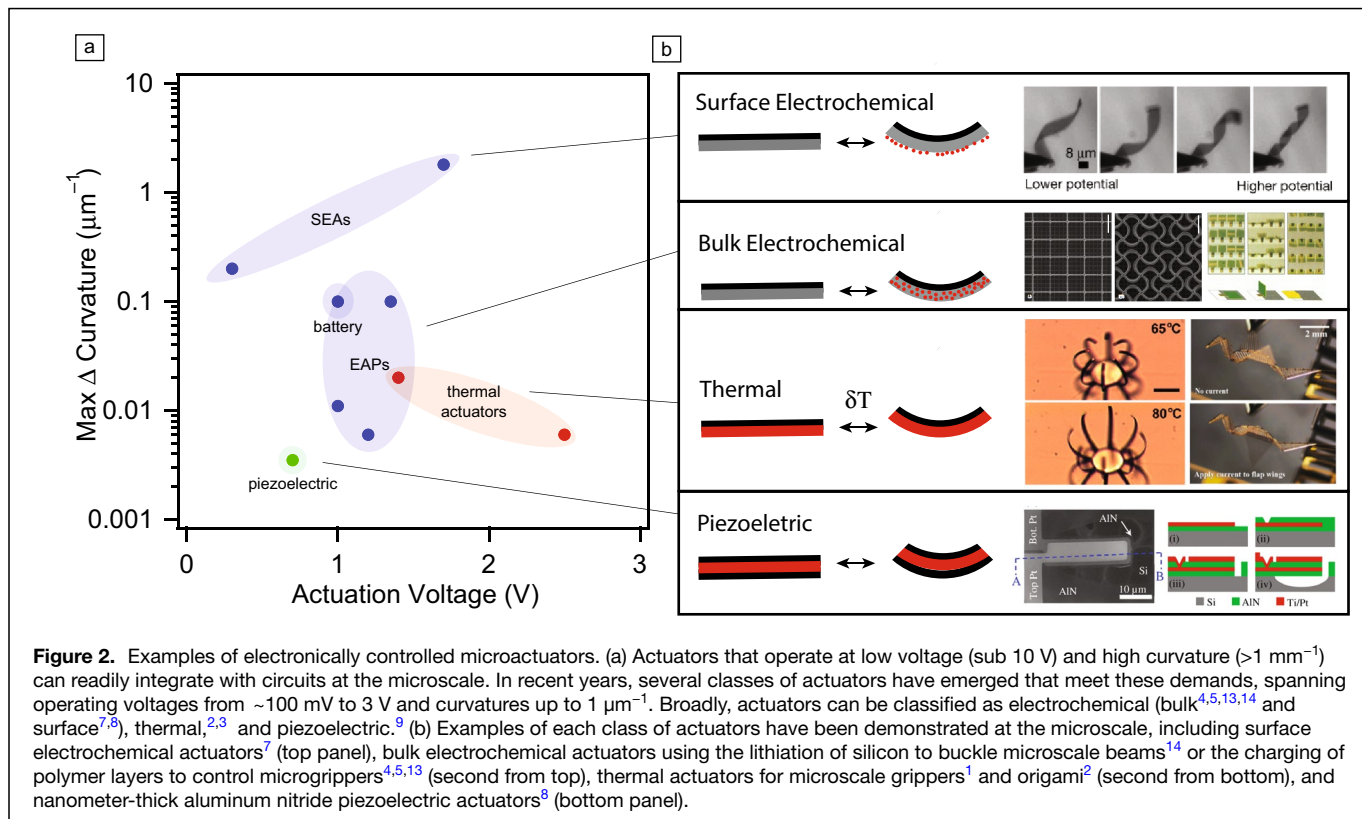 a
b
10
1
0.1
0.01
0.001
Max Δ Curvature (μm⁻¹)
0
1
2
3
Actuation Voltage (V)
SEAs
battery
EAPs
thermal
actuators
piezoelectric
Surface Electrochemical
8 μm
Lower potential
Higher potential
Bulk Electrochemical
Thermal
δT
65°C
80°C
2 mm
No current
Apply current to flap wings
Piezoeletric
Bot. Pt
Top Pt
AlN
Si
A
B
AlN
10 μm
(i)
(ii)
(iii)
(iv)
Si
AlN
Ti/Pt
Figure 2. Examples of electronically controlled microactuators. (a) Actuators that operate at low voltage (sub 10 V) and high curvature (>1 mm⁻¹)
can readily integrate with circuits at the microscale. In recent years, several classes of actuators have emerged that meet these demands, spanning
operating voltages from ~100 mV to 3 V and curvatures up to 1 μm⁻¹. Broadly, actuators can be classified as electrochemical (bulk⁴,⁵,¹³,¹⁴ and
surface⁷,⁸), thermal,²,³ and piezoelectric.⁹ (b) Examples of each class of actuators have been demonstrated at the microscale, including surface
electrochemical actuators⁷ (top panel), bulk electrochemical actuators using the lithiation of silicon to buckle microscale beams¹⁴ or the charging of
polymer layers to control microgrippers⁴,⁵,¹³ (second from top), thermal actuators for microscale grippers¹ and origami² (second from bottom), and
nanometer-thick aluminum nitride piezoelectric actuators⁸ (bottom panel).